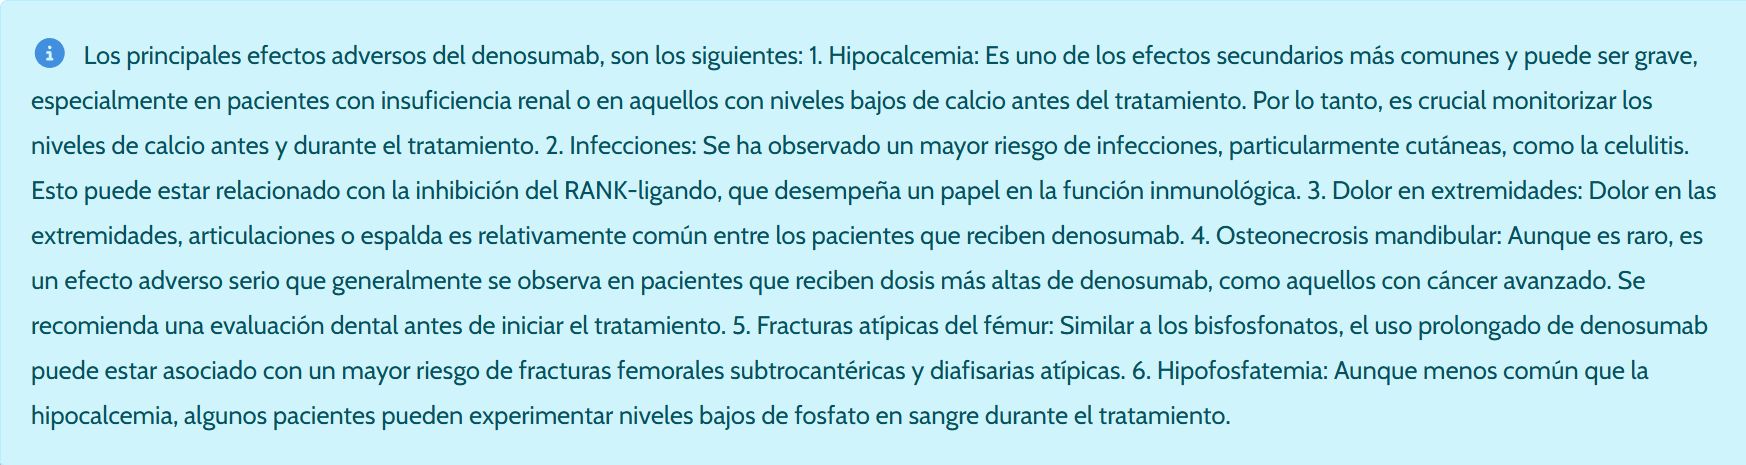 Los principales efectos adversos del denosumab, son los siguientes: 1. Hipocalcemia: Es uno de los efectos secundarios más comunes y puede ser grave,
especialmente en pacientes con insuficiencia renal o en aquellos con niveles bajos de calcio antes del tratamiento. Por lo tanto, es crucial monitorizar los
niveles de calcio antes y durante el tratamiento. 2. Infecciones: Se ha observado un mayor riesgo de infecciones, particularmente cutáneas, como la celulitis.
Esto puede estar relacionado con la inhibición del RANK-ligando, que desempeña un papel en la función inmunológica. 3. Dolor en extremidades: Dolor en las
extremidades, articulaciones o espalda es relativamente común entre los pacientes que reciben denosumab. 4. Osteonecrosis mandibular: Aunque es raro, es
un efecto adverso serio que generalmente se observa en pacientes que reciben dosis más altas de denosumab, como aquellos con cáncer avanzado. Se
recomienda una evaluación dental antes de iniciar el tratamiento. 5. Fracturas atípicas del fémur: Similar a los bisfosfonatos, el uso prolongado de denosumab
puede estar asociado con un mayor riesgo de fracturas femorales subtrocantéricas y diafisarias atípicas. 6. Hipofosfatemia: Aunque menos común que la
hipocalcemia, algunos pacientes pueden experimentar niveles bajos de fosfato en sangre durante el tratamiento.